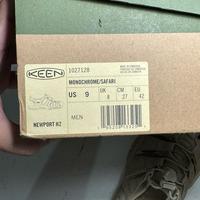 KEEN
1027128
MONOCHROME/SAFARI
US 9
UK 8
CM 27
EU 42
NEWPORT H2
MEN